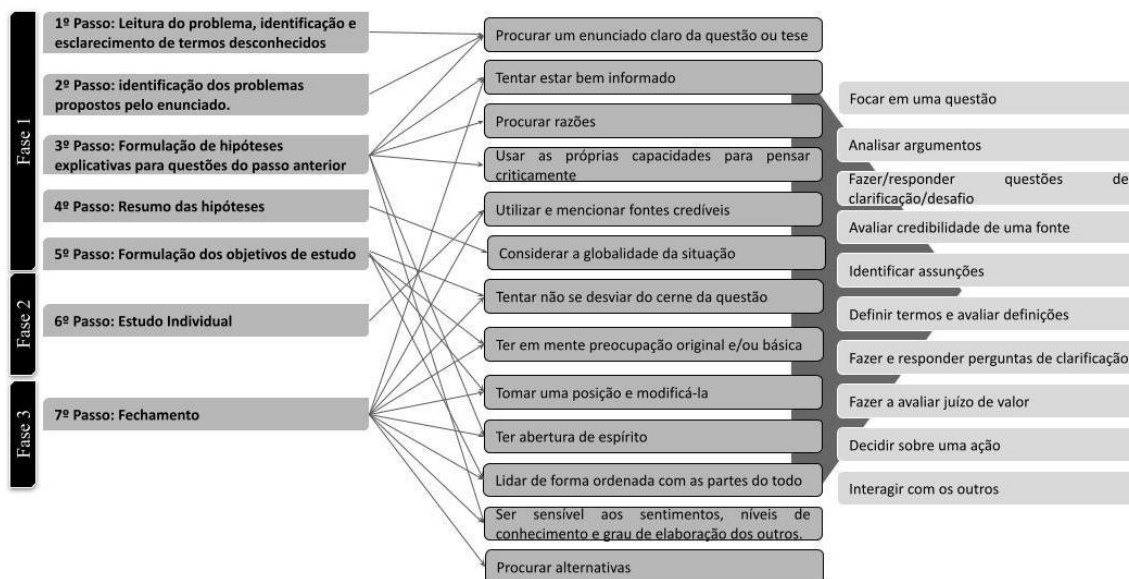 Fase 1
1º Passo: Leitura do problema, identificação e
esclarecimento de termos desconhecidos
2º Passo: identificação dos problemas
propostos pelo enunciado.
3º Passo: Formulação de hipóteses
explicativas para questões do passo anterior
4º Passo: Resumo das hipóteses
5º Passo: Formulação dos objetivos de estudo
Fase 2
6º Passo: Estudo Individual
Fase 3
7º Passo: Fechamento
Procurar um enunciado claro da questão ou tese
Tentar estar bem informado
Procurar razões
Usar as próprias capacidades para pensar
criticamente
Utilizar e mencionar fontes credíveis
Considerar a globalidade da situação
Tentar não se desviar do cerne da questão
Ter em mente preocupação original e/ou básica
Tomar uma posição e modificá-la
Ter abertura de espírito
Lidar de forma ordenada com as partes do todo
Ser sensível aos sentimentos, níveis de
conhecimento e grau de elaboração dos outros.
Procurar alternativas
Focar em uma questão
Analisar argumentos
Fazer/responder questões de
clarificação/desafio
Avaliar credibilidade de uma fonte
Identificar assunções
Definir termos e avaliar definições
Fazer e responder perguntas de clarificação
Fazer a avaliar juízo de valor
Decidir sobre uma ação
Interagir com os outros